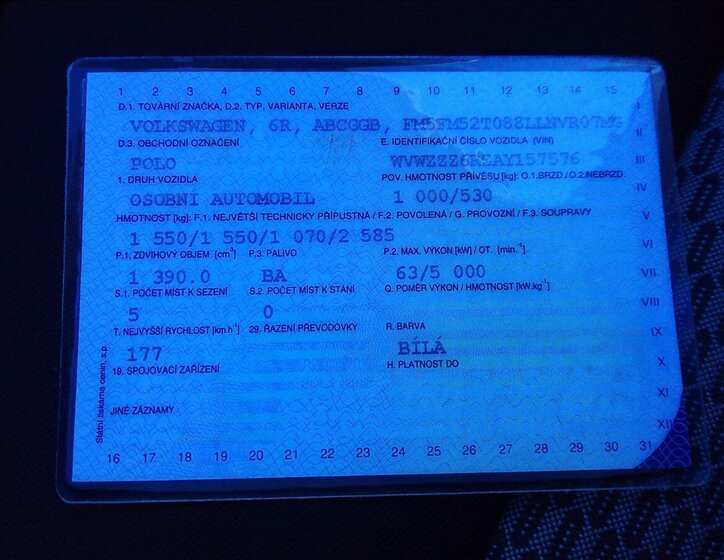 1 2 3 4 5 6 7 8 9 10 11 12 13 14 15
D.1. TOVÁRNÍ ZNAČKA, D.2. TYP, VARIANTA, VERZE I
VOLKSWAGEN, 6R, ABCGGB, FM5FM52T088LLNVR07MG
D.3. OBCHODNÍ OZNAČENÍ E. IDENTIFIKAČNÍ ČÍSLO VOZIDLA (VIN) II
POLO WVWZZZ6RZAY157576 III
1. DRUH VOZIDLA POV. HMOTNOST PŘÍVĚSU [kg]: O.1.BRZD./O.2.NEBRZD.
OSOBNÍ AUTOMOBIL 1 000/530 IV
HMOTNOST [kg]: F.1. NEJVĚTŠÍ TECHNICKY PŘÍPUSTNÁ / F.2. POVOLENÁ / G. PROVOZNÍ / F.3. SOUPRAVY V
1 550/1 550/1 070/2 585
P.1. ZDVIHOVÝ OBJEM [cm³] P.3. PALIVO P.2. MAX. VÝKON [kW] / OT. [min.⁻¹] VI
1 390.0 BA 63/5 000 VII
S.1. POČET MÍST K SEZENÍ S.2. POČET MÍST K STÁNÍ Q. POMĚR VÝKON / HMOTNOST [kW.kg⁻¹]
5 0 VIII
T. NEJVYŠŠÍ RYCHLOST [km.h⁻¹] 29. ŘAZENÍ PŘEVODOVKY R. BARVA IX
177 BÍLÁ
19. SPOJOVACÍ ZAŘÍZENÍ H. PLATNOST DO X
XI
JINÉ ZÁZNAMY
XII
16 17 18 19 20 21 22 23 24 25 26 27 28 29 30 31
Státní tiskárna cenin, s.p.